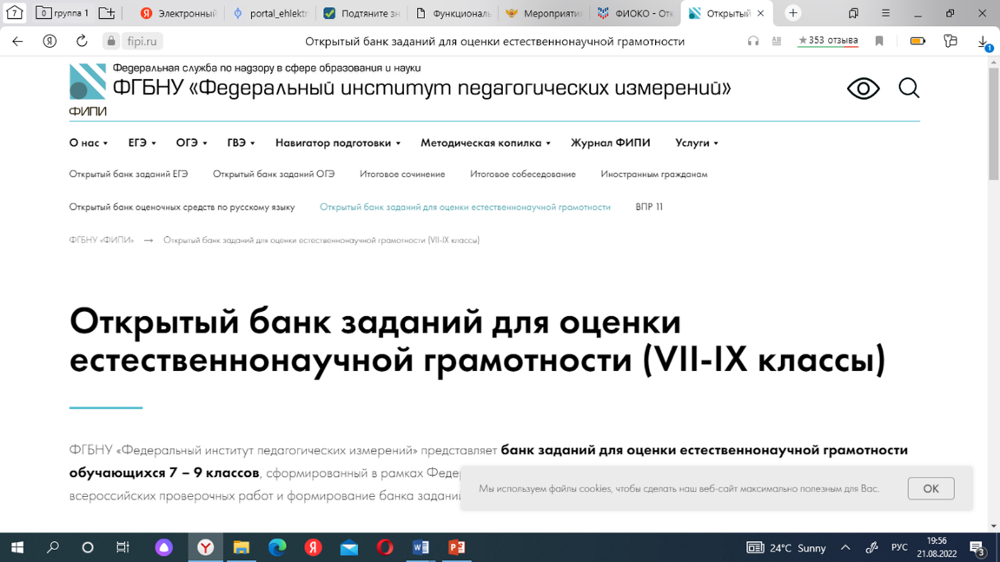 7
0 группа 1
Электронный
portal_ehlektr
Подтяните зн
Функциональ
Мероприяти
ФИОКО - Отк
Открытый
fipi.ru
Открытый банк заданий для оценки естественнонаучной грамотности
353 отзыва
1
Федеральная служба по надзору в сфере образования и науки
ФГБНУ «Федеральный институт педагогических измерений»
ФИПИ
О нас ЕГЭ ОГЭ ГВЭ Навигатор подготовки Методическая копилка Журнал ФИПИ Услуги
Открытый банк заданий ЕГЭ Открытый банк заданий ОГЭ Итоговое сочинение Итоговое собеседование Иностранным гражданам
Открытый банк оценочных средств по русскому языку Открытый банк заданий для оценки естественнонаучной грамотности ВПР 11
ФГБНУ «ФИПИ» → Открытый банк заданий для оценки естественнонаучной грамотности (VII-IX классы)
Открытый банк заданий для оценки
естественнонаучной грамотности (VII-IX классы)
ФГБНУ «Федеральный институт педагогических измерений» представляет банк заданий для оценки естественнонаучной грамотности
обучающихся 7 – 9 классов, сформированный в рамках Федер
всероссийских проверочных работ и формирование банка заданий
Мы используем файлы cookies, чтобы сделать наш веб-сайт максимально полезным для Вас.
OK
24°C Sunny
РУС
19:56
21.08.2022
3